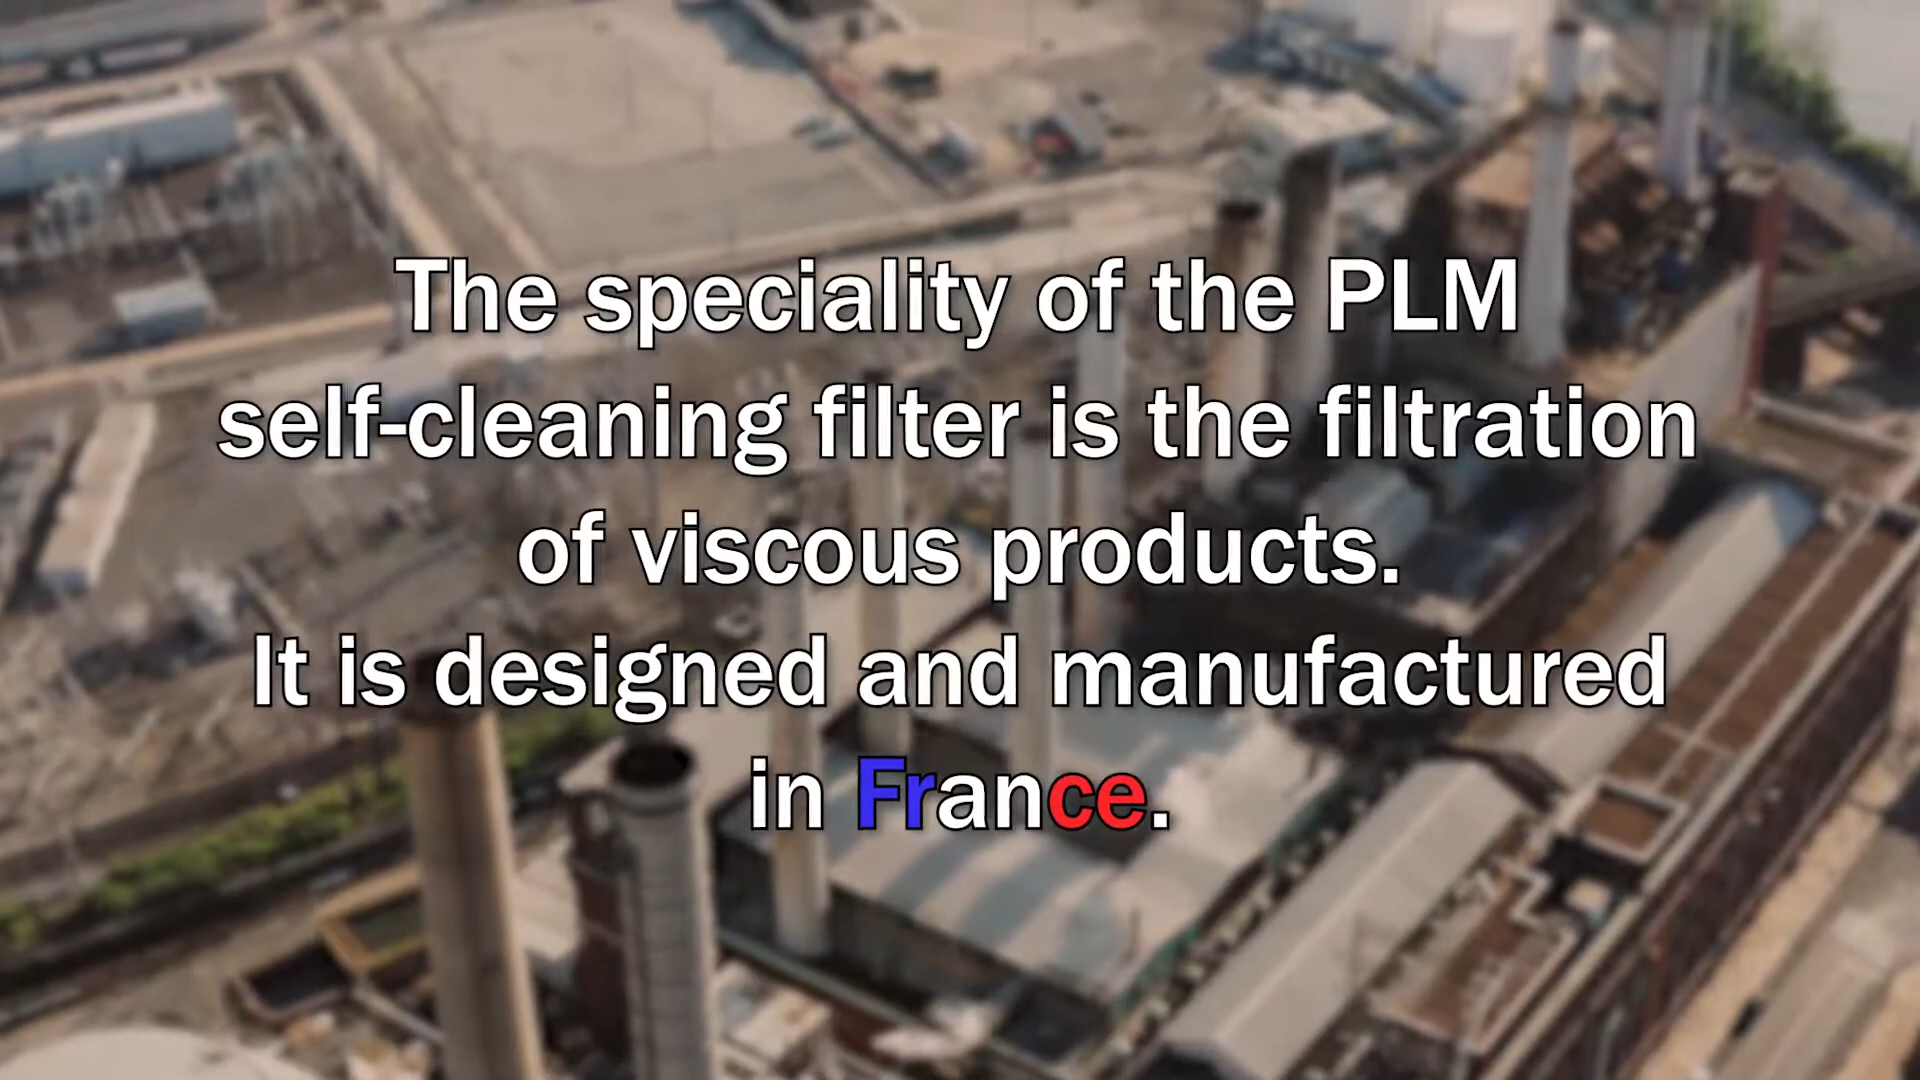 The speciality of the PLM
self-cleaning filter is the filtration
of viscous products.
It is designed and manufactured
in France.